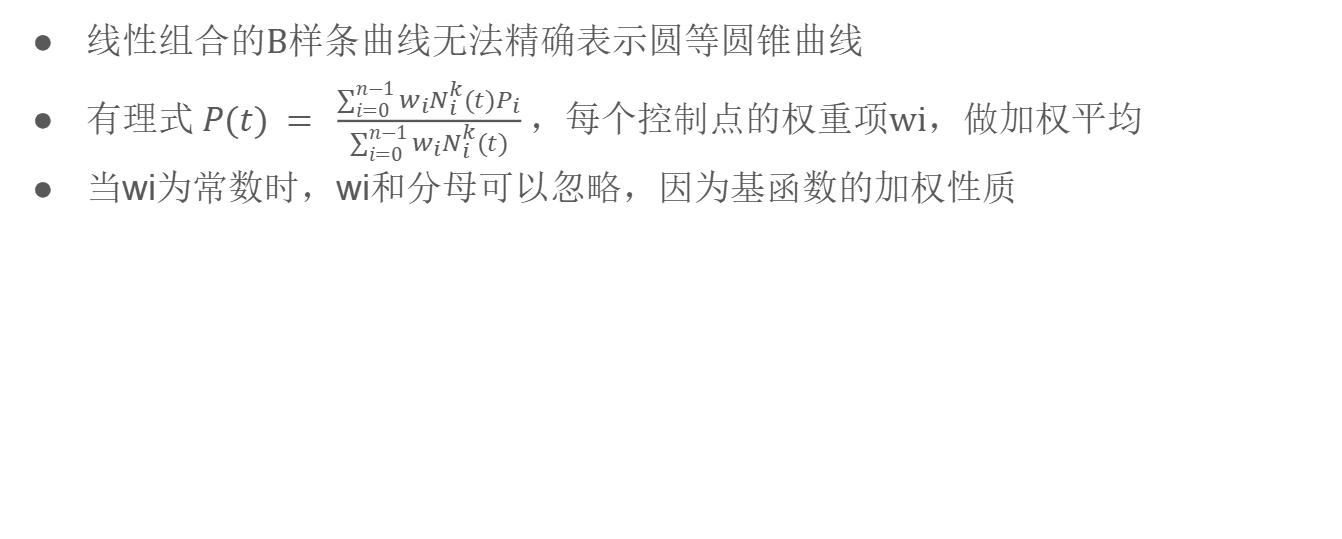 ● 线性组合的B样条曲线无法精确表示圆等圆锥曲线
● 有理式 $P(t) = \frac{\sum_{i=0}^{n-1} w_i N_i^k(t) P_i}{\sum_{i=0}^{n-1} w_i N_i^k(t)}$，每个控制点的权重项wi，做加权平均
● 当wi为常数时，wi和分母可以忽略，因为基函数的加权性质